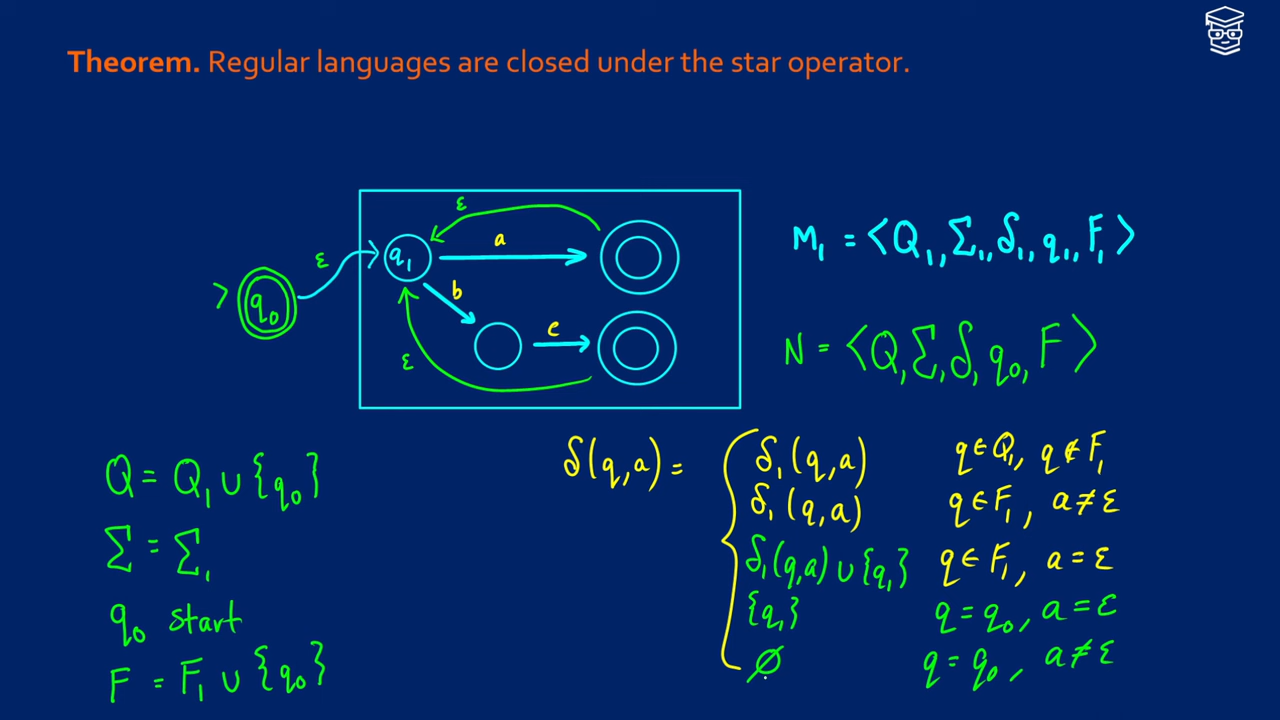 Theorem. Regular languages are closed under the star operator.
ε
a
ε
q₁
> q₀
b
e
ε
M₁ = <Q₁, Σ₁, δ₁, q₁, F₁>
N = <Q, Σ, δ, q₀, F>
Q = Q₁ ∪ {q₀}
Σ = Σ₁
q₀ start
F = F₁ ∪ {q₀}
δ(q,a) = { δ₁(q,a) q∈Q₁, q∉F₁
δ₁(q,a) q∈F₁, a≠ε
δ₁(q,a) ∪ {q₁} q∈F₁, a=ε
{q₁} q=q₀, a=ε
∅ q=q₀, a≠ε